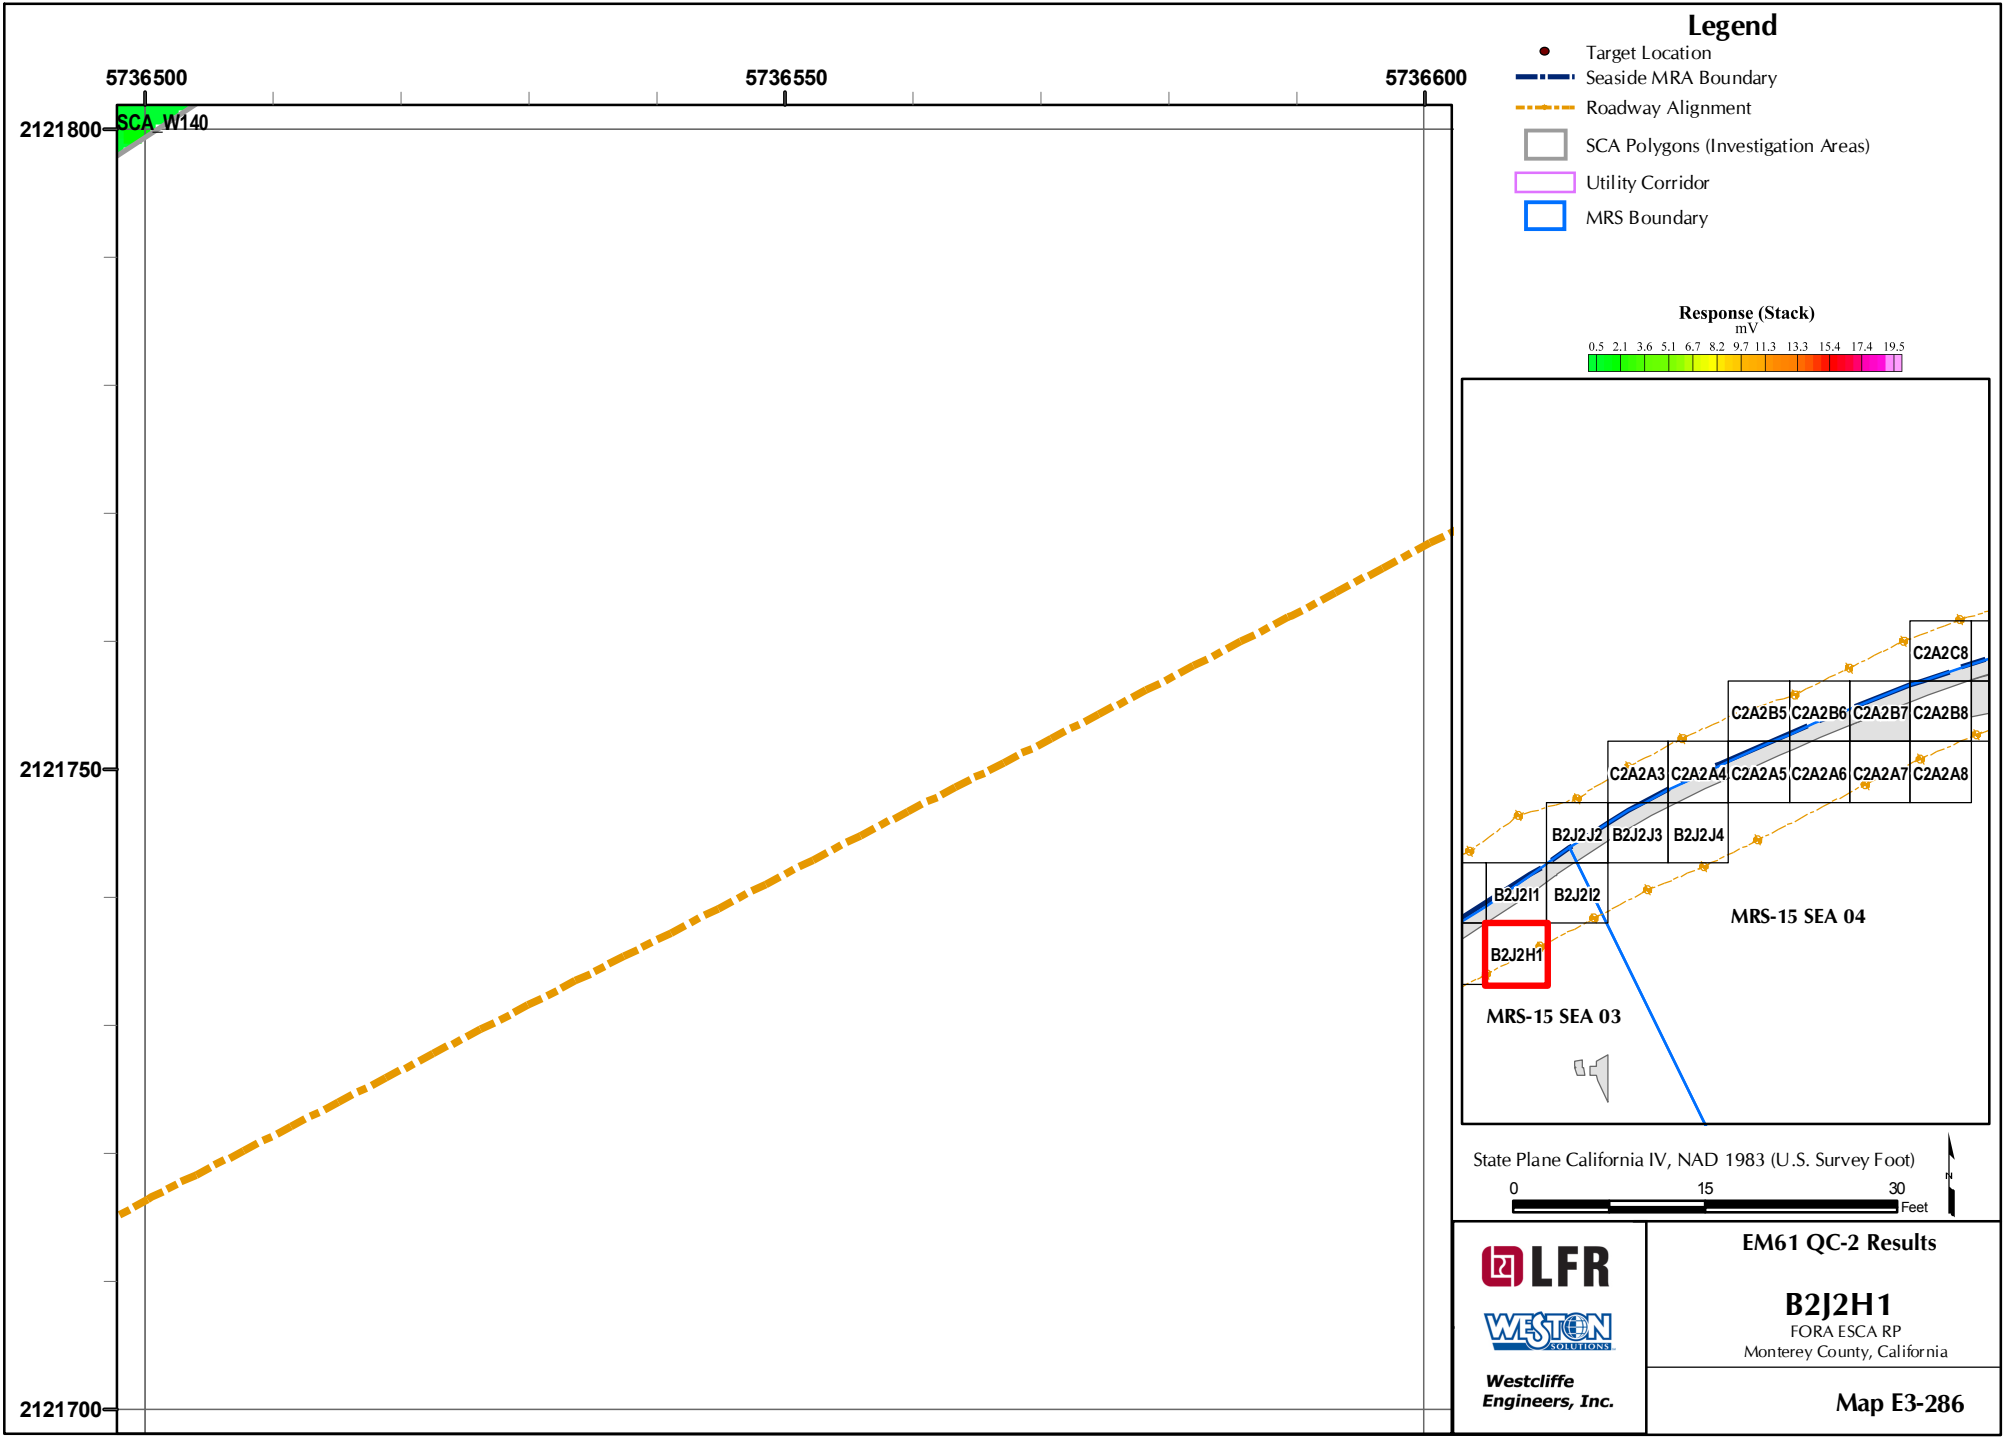 5736500
5736550
5736600
2121800
SCA_W140
2121750
2121700
Legend
Target Location
Seaside MRA Boundary
Roadway Alignment
SCA Polygons (Investigation Areas)
Utility Corridor
MRS Boundary
Response (Stack)
mV
0.5 2.1 3.6 5.1 6.7 8.2 9.7 11.3 13.3 15.4 17.4 19.5
C2A2C8
C2A2B5 C2A2B6 C2A2B7 C2A2B8
C2A2A3 C2A2A4 C2A2A5 C2A2A6 C2A2A7 C2A2A8
B2J2J2 B2J2J3 B2J2J4
B2J2I1 B2J2I2
MRS-15 SEA 04
B2J2H1
MRS-15 SEA 03
State Plane California IV, NAD 1983 (U.S. Survey Foot)
N
0 15 30
Feet
LFR
WESTON
SOLUTIONS
Westcliffe
Engineers, Inc.
EM61 QC-2 Results
B2J2H1
FORA ESCA RP
Monterey County, California
Map E3-286